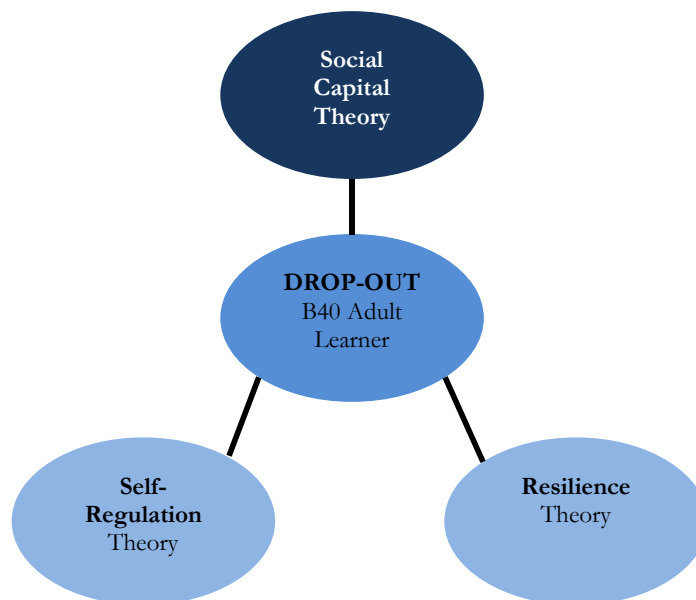 Social
Capital
Theory
DROP-OUT
B40 Adult
Learner
Self-
Regulation
Theory
Resilience
Theory